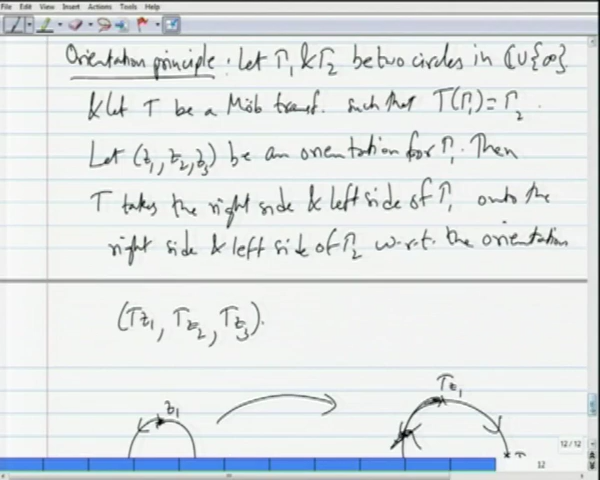 File Edit View Insert Actions Tools Help
Orientation principle : Let Γ₁ & Γ₂ be two circles in ℂ∪{∞}
& let T be a Möb transf. such that T(Γ₁)=Γ₂.
Let (z₁, z₂, z₃) be an orientation for Γ₁. Then
T takes the right side & left side of Γ₁ onto the
right side & left side of Γ₂ w.r.t. the orientation
(Tz₁, Tz₂, Tz₃).
z₁
Tz₁
12/12
12